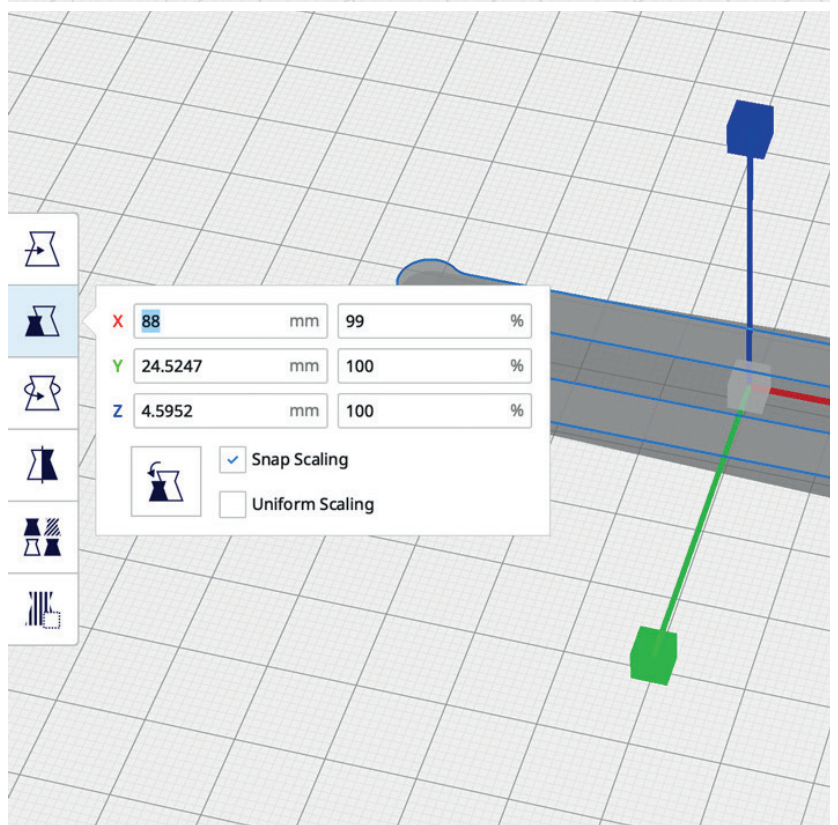 X 88 mm 99 %
Y 24.5247 mm 100 %
Z 4.5952 mm 100 %
Snap Scaling
Uniform Scaling